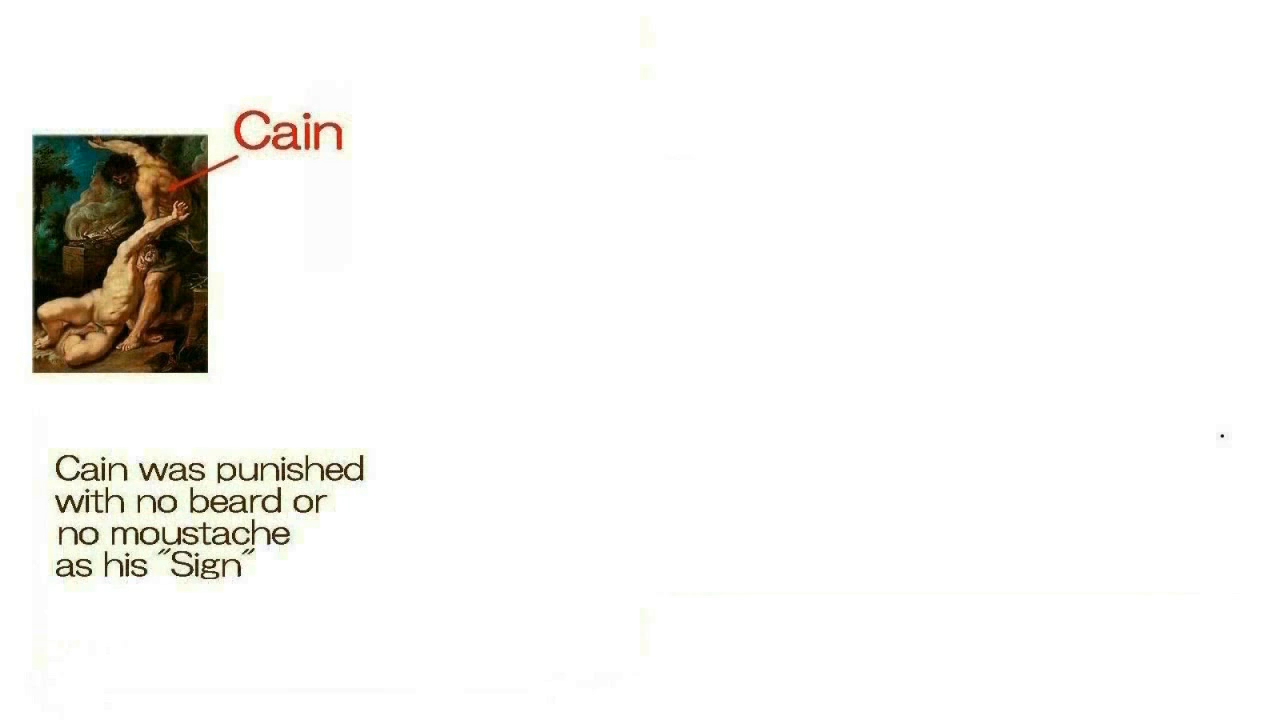 Cain
Cain was punished
with no beard or
no moustache
as his "Sign"